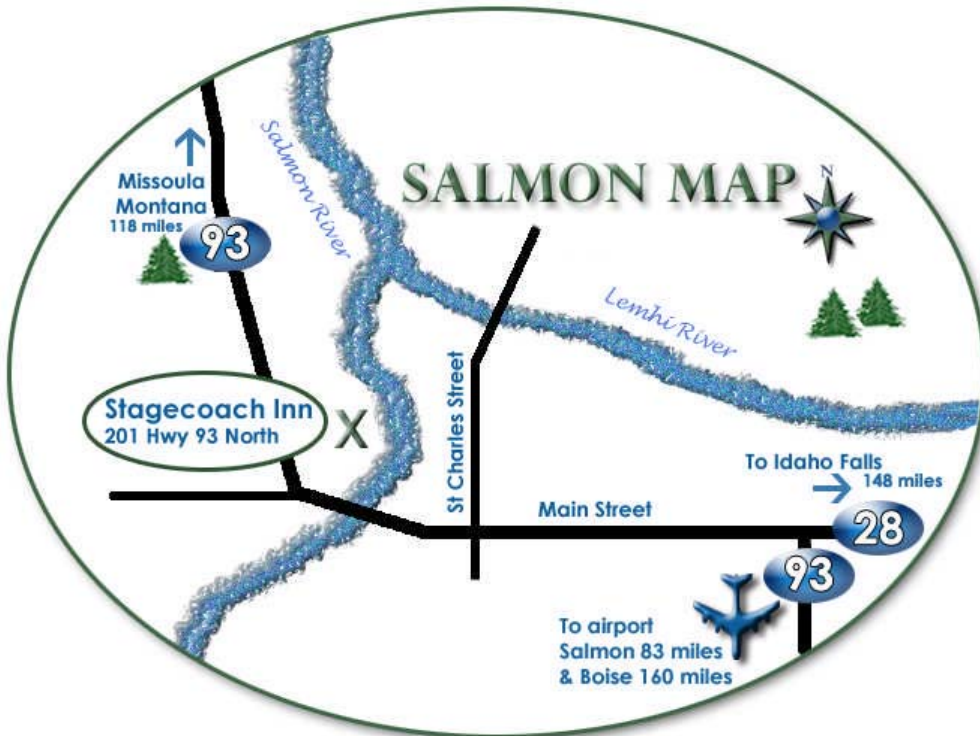 SALMON MAP
N
Salmon River
Missoula
Montana
118 miles
93
Lemhi River
Stagecoach Inn
201 Hwy 93 North
X
St Charles Street
To Idaho Falls
148 miles
Main Street
28
93
To airport
Salmon 83 miles
& Boise 160 miles